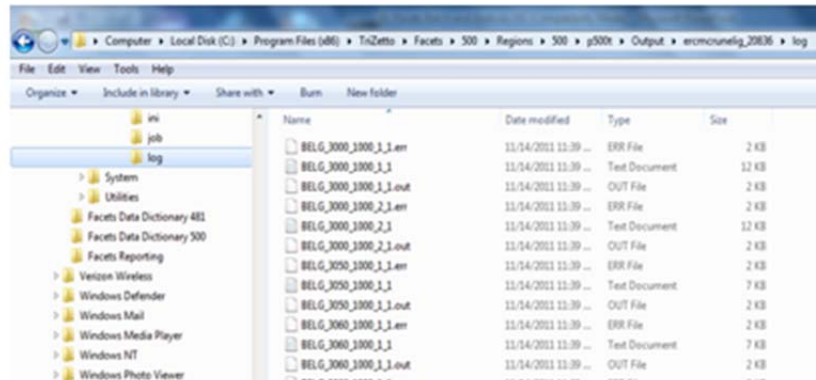 Computer ▸ Local Disk (C:) ▸ Program Files (x86) ▸ TriZetto ▸ Facets ▸ 500 ▸ Regions ▸ 500 ▸ p500t ▸ Output ▸ ercmcrunelig_20836 ▸ log
File Edit View Tools Help
Organize Include in library Share with Burn New folder
ini
job
log
System
Utilities
Facets Data Dictionary 481
Facets Data Dictionary 500
Facets Reporting
Verizon Wireless
Windows Defender
Windows Mail
Windows Media Player
Windows NT
Windows Photo Viewer
Name Date modified Type Size
BELG_3000_1000_1_1.err 11/14/2011 11:39 ... ERR File 2 KB
BELG_3000_1000_1_1 11/14/2011 11:39 ... Text Document 12 KB
BELG_3000_1000_1_1.out 11/14/2011 11:39 ... OUT File 2 KB
BELG_3000_1000_2_1.err 11/14/2011 11:39 ... ERR File 2 KB
BELG_3000_1000_2_1 11/14/2011 11:39 ... Text Document 12 KB
BELG_3000_1000_2_1.out 11/14/2011 11:39 ... OUT File 2 KB
BELG_3050_1000_1_1.err 11/14/2011 11:39 ... ERR File 2 KB
BELG_3050_1000_1_1 11/14/2011 11:39 ... Text Document 7 KB
BELG_3050_1000_1_1.out 11/14/2011 11:39 ... OUT File 2 KB
BELG_3060_1000_1_1.err 11/14/2011 11:39 ... ERR File 2 KB
BELG_3060_1000_1_1 11/14/2011 11:39 ... Text Document 7 KB
BELG_3060_1000_1_1.out 11/14/2011 11:39 ... OUT File 2 KB